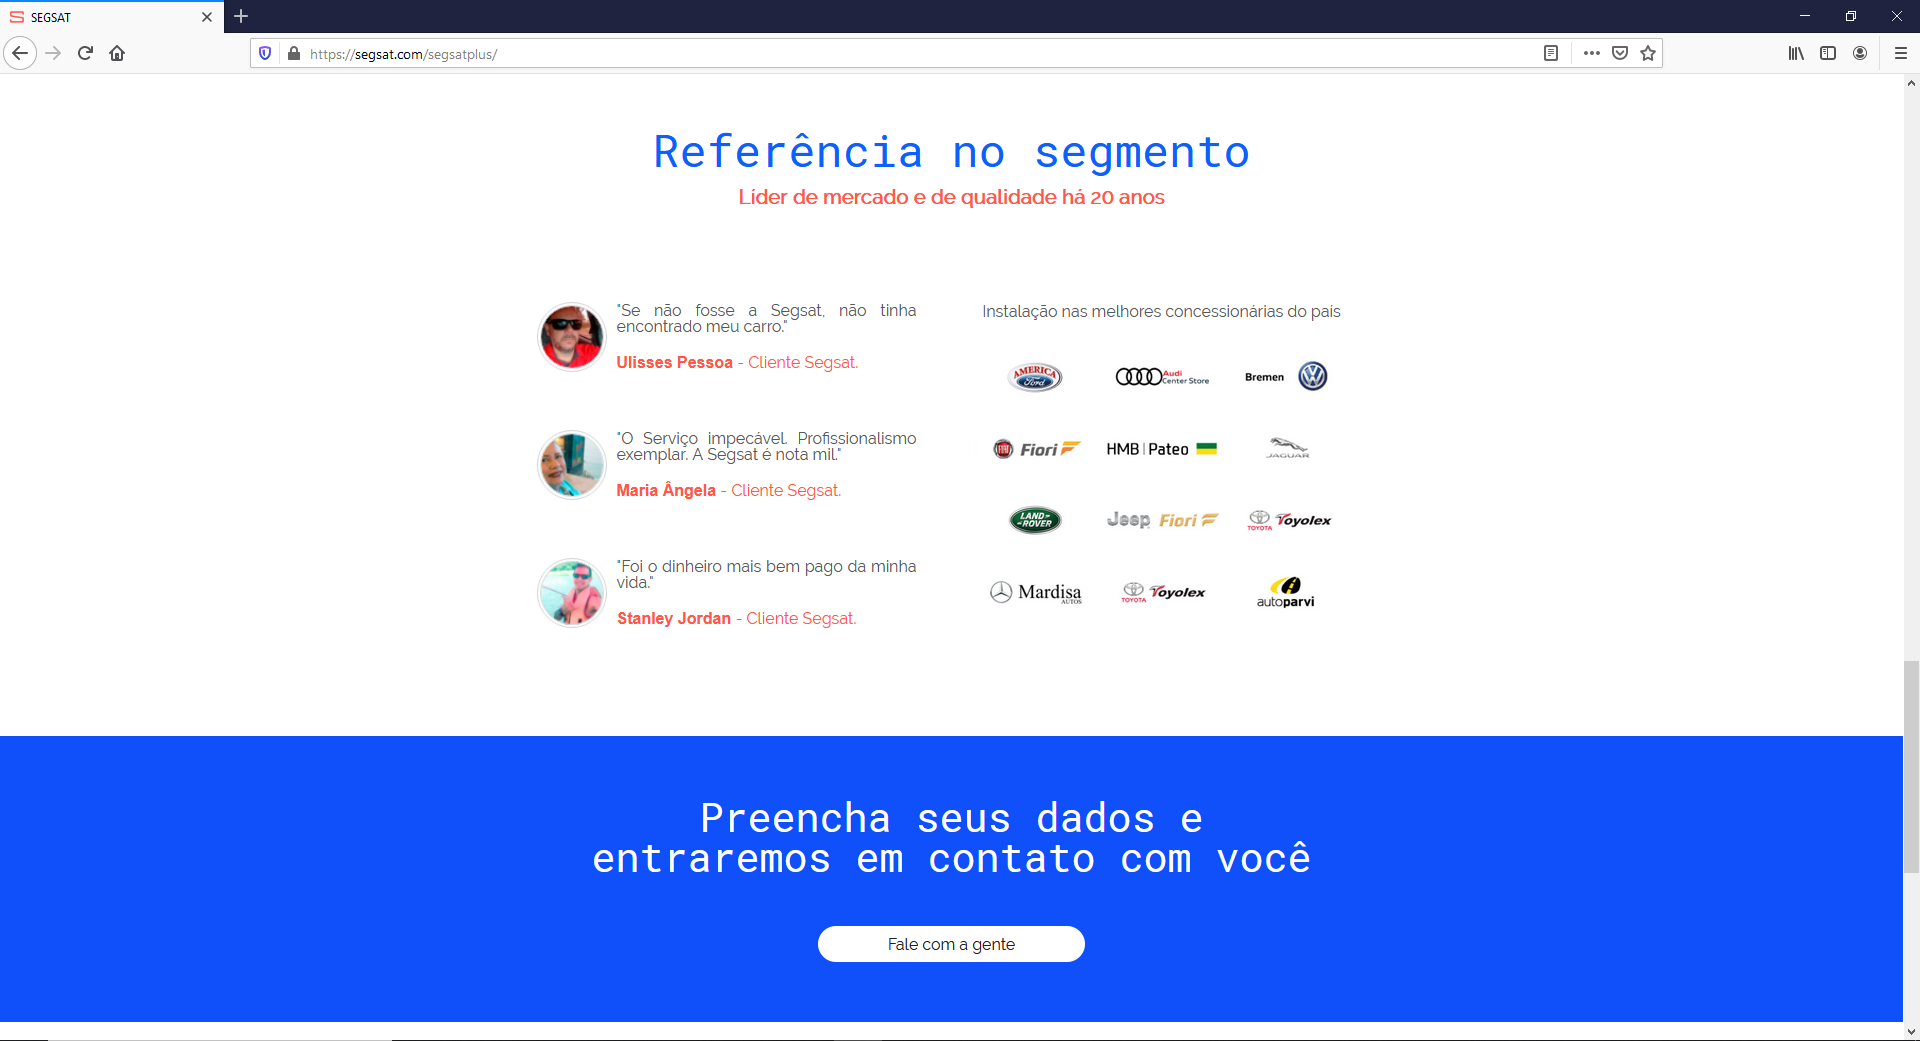 SEGSAT
https://segsat.com/segsatplus/
Referência no segmento
Líder de mercado e de qualidade há 20 anos
"Se não fosse a Segsat, não tinha
encontrado meu carro."
Ulisses Pessoa - Cliente Segsat.
"O Serviço impecável. Profissionalismo
exemplar. A Segsat é nota mil."
Maria Ângela - Cliente Segsat.
"Foi o dinheiro mais bem pago da minha
vida."
Stanley Jordan - Cliente Segsat.
Instalação nas melhores concessionárias do país
AMERICA
Ford
Audi
Center Store
Bremen
FIAT Fiori
HMB | Pateo
JAGUAR
LAND
ROVER
Jeep Fiori
TOYOTA Toyolex
Mardisa
AUTOS
TOYOTA Toyolex
autoparvi
Preencha seus dados e
entraremos em contato com você
Fale com a gente